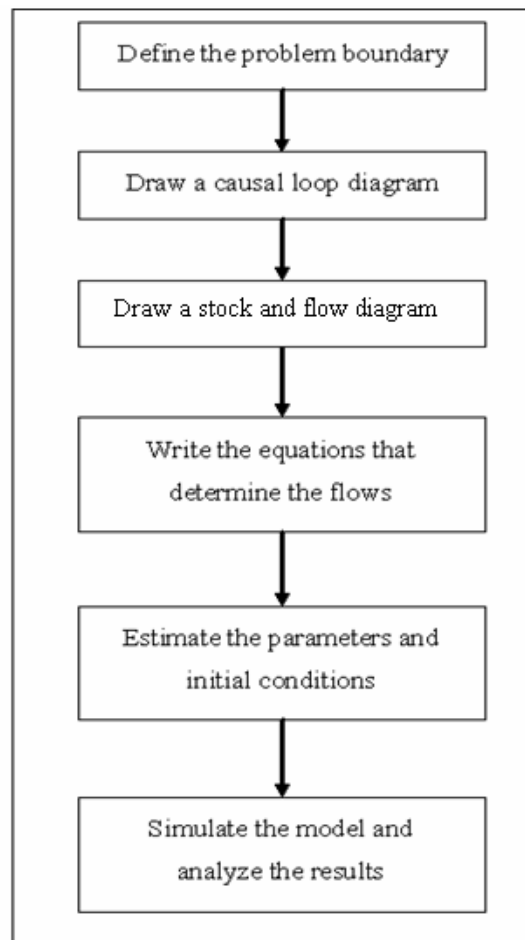 Define the problem boundary
Draw a causal loop diagram
Draw a stock and flow diagram
Write the equations that
determine the flows
Estimate the parameters and
initial conditions
Simulate the model and
analyze the results